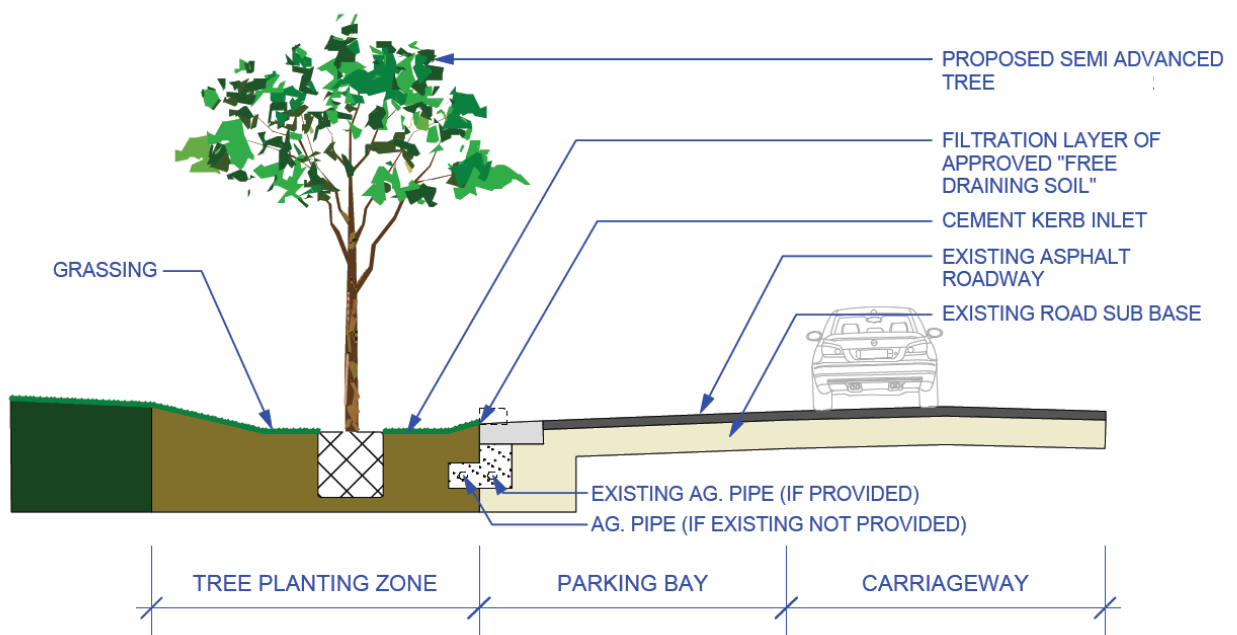 PROPOSED SEMI ADVANCED
TREE
FILTRATION LAYER OF
APPROVED "FREE
DRAINING SOIL"
CEMENT KERB INLET
GRASSING
EXISTING ASPHALT
ROADWAY
EXISTING ROAD SUB BASE
EXISTING AG. PIPE (IF PROVIDED)
AG. PIPE (IF EXISTING NOT PROVIDED)
TREE PLANTING ZONE
PARKING BAY
CARRIAGEWAY